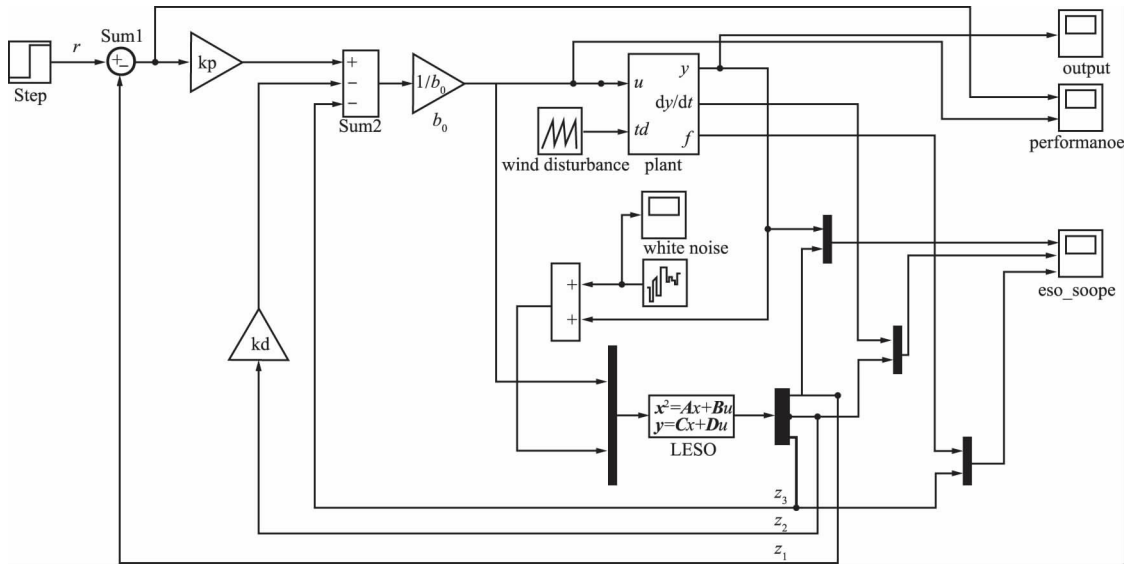 Sum1
r
+
−
kp
Step
+
−
−
Sum2
1/b₀
b₀
u
td
y
dy/dt
f
plant
wind disturbance
output
performanoe
white noise
+
+
eso_soope
kd
x²=Ax+Bu
y=Cx+Du
LESO
z₃
z₂
z₁